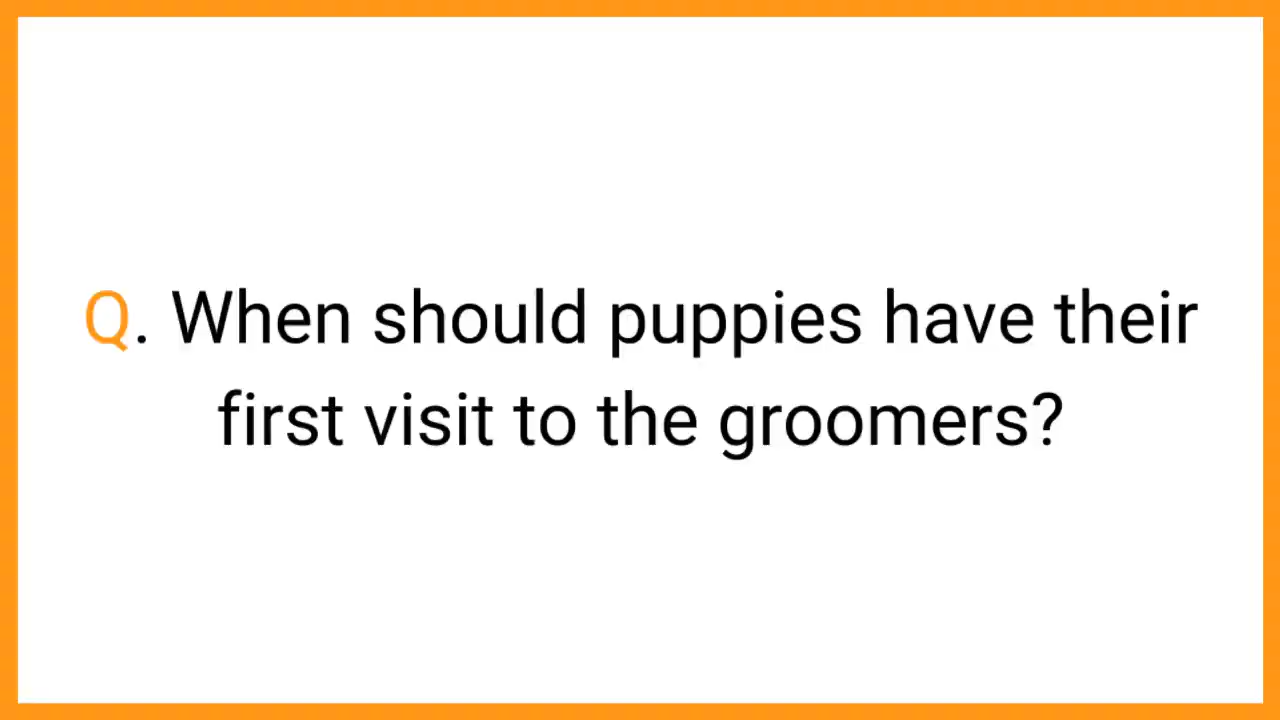 Q. When should puppies have their
first visit to the groomers?